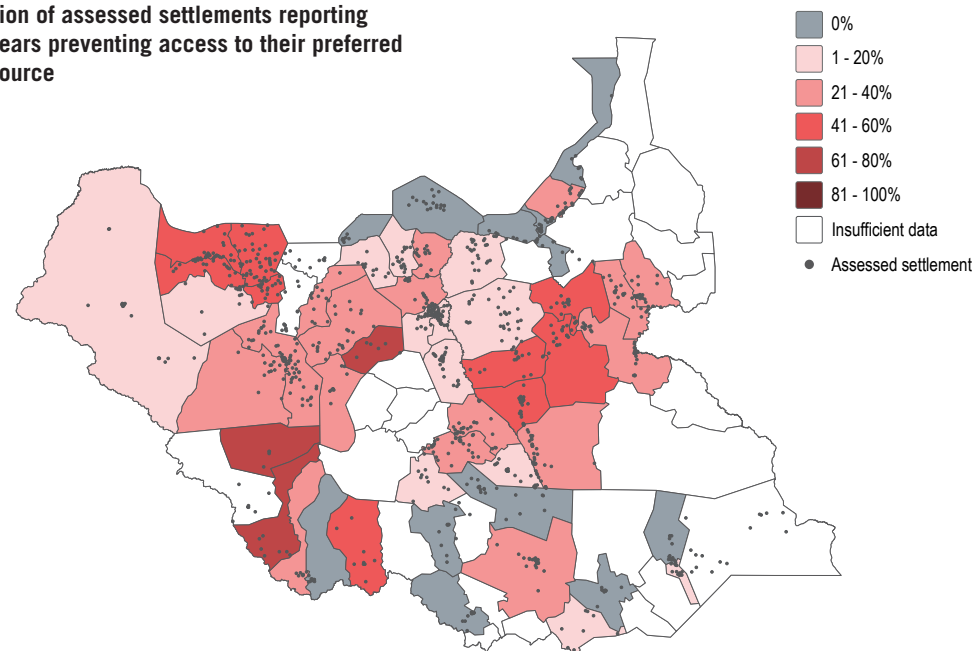 ion of assessed settlements reporting
ears preventing access to their preferred
ource
0%
1 - 20%
21 - 40%
41 - 60%
61 - 80%
81 - 100%
Insufficient data
Assessed settlement